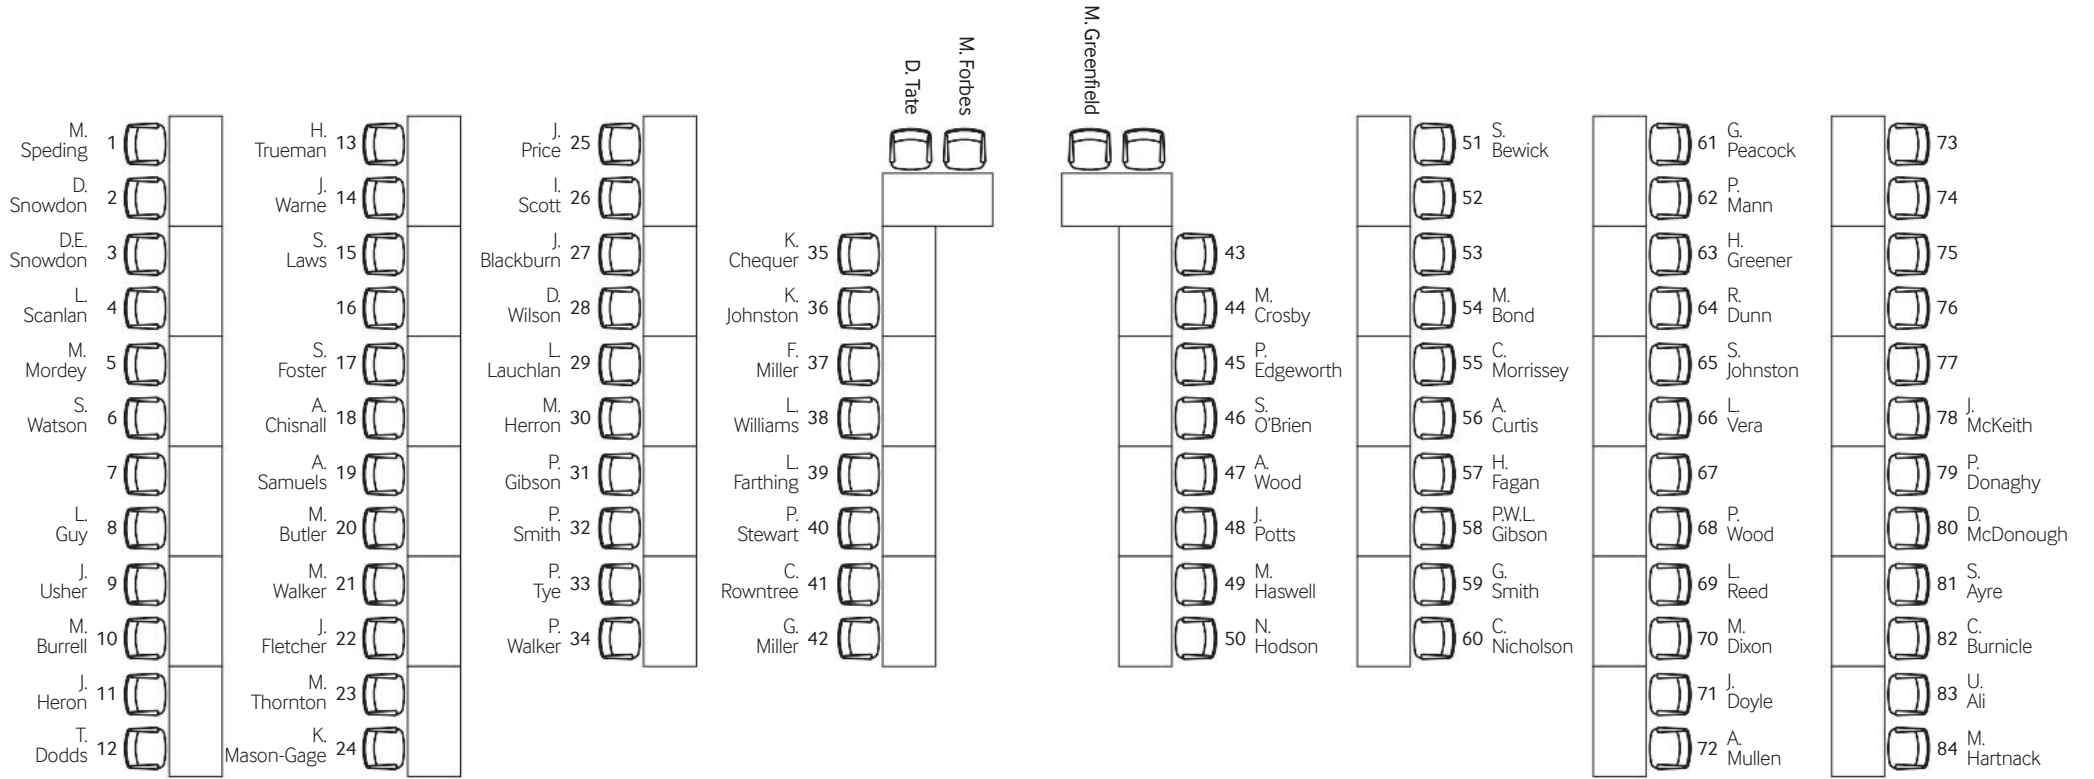 D. Tate
M. Forbes
M. Greenfield
M.
Speding 1
D.
Snowdon 2
D.E.
Snowdon 3
L.
Scanlan 4
M.
Mordey 5
S.
Watson 6
7
L.
Guy 8
J.
Usher 9
M.
Burrell 10
J.
Heron 11
T.
Dodds 12
H.
Trueman 13
J.
Warne 14
S.
Laws 15
16
S.
Foster 17
A.
Chisnall 18
A.
Samuels 19
M.
Butler 20
M.
Walker 21
J.
Fletcher 22
M.
Thornton 23
K.
Mason-Gage 24
J.
Price 25
I.
Scott 26
J.
Blackburn 27
D.
Wilson 28
L.
Lauchlan 29
M.
Herron 30
P.
Gibson 31
P.
Smith 32
P.
Tye 33
P.
Walker 34
K.
Chequer 35
K.
Johnston 36
F.
Miller 37
L.
Williams 38
L.
Farthing 39
P.
Stewart 40
C.
Rowntree 41
G.
Miller 42
43
44 M.
Crosby
45 P.
Edgeworth
46 S.
O'Brien
47 A.
Wood
48 J.
Potts
49 M.
Haswell
50 N.
Hodson
51 S.
Bewick
52
53
54 M.
Bond
55 C.
Morrissey
56 A.
Curtis
57 H.
Fagan
58 P.W.L.
Gibson
59 G.
Smith
60 C.
Nicholson
61 G.
Peacock
62 P.
Mann
63 H.
Greener
64 R.
Dunn
65 S.
Johnston
66 L.
Vera
67
68 P.
Wood
69 L.
Reed
70 M.
Dixon
71 J.
Doyle
72 A.
Mullen
73
74
75
76
77
78 J.
McKeith
79 P.
Donaghy
80 D.
McDonough
81 S.
Ayre
82 C.
Burnicle
83 U.
Ali
84 M.
Hartnack